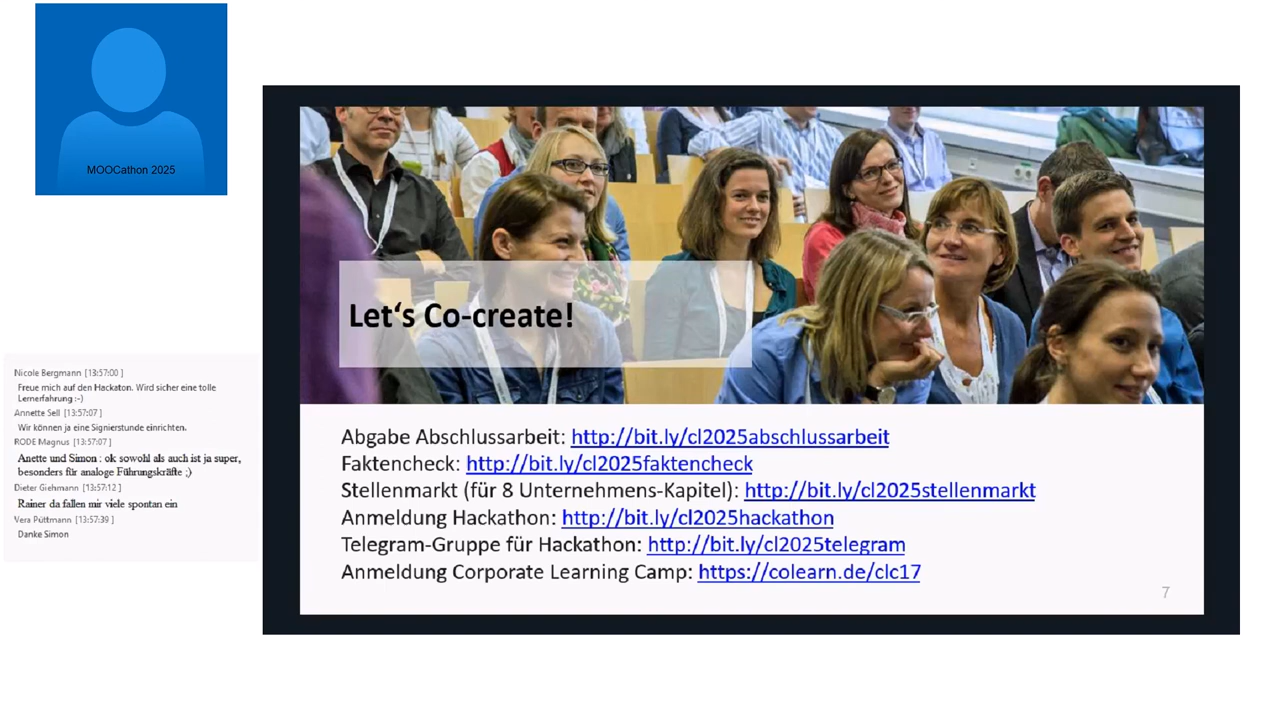 MOOCathon 2025
Nicole Bergmann [13:57:00 ]
Freue mich auf den Hackaton. Wird sicher eine tolle
Lernerfahrung :-)
Annette Sell [13:57:07 ]
Wir können ja eine Signierstunde einrichten.
RODE Magnus [13:57:07 ]
Anette und Simon : ok sowohl als auch ist ja super,
besonders für analoge Führungskräfte ;)
Dieter Giehmann [13:57:12 ]
Rainer da fallen mir viele spontan ein
Vera Püttmann [13:57:39 ]
Danke Simon
Let‘s Co-create!
Abgabe Abschlussarbeit: http://bit.ly/cl2025abschlussarbeit
Faktencheck: http://bit.ly/cl2025faktencheck
Stellenmarkt (für 8 Unternehmens-Kapitel): http://bit.ly/cl2025stellenmarkt
Anmeldung Hackathon: http://bit.ly/cl2025hackathon
Telegram-Gruppe für Hackathon: http://bit.ly/cl2025telegram
Anmeldung Corporate Learning Camp: https://colearn.de/clc17
7